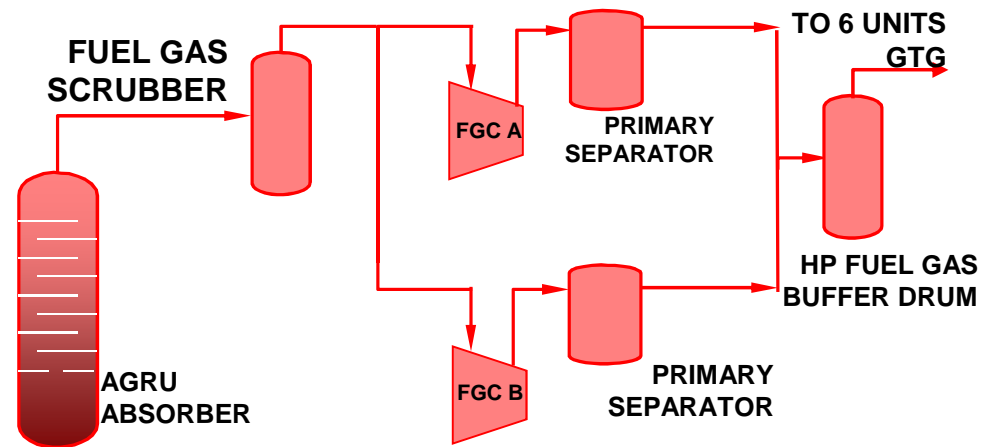 FUEL GAS
SCRUBBER
TO 6 UNITS
GTG
FGC A
PRIMARY
SEPARATOR
HP FUEL GAS
BUFFER DRUM
AGRU
ABSORBER
FGC B
PRIMARY
SEPARATOR